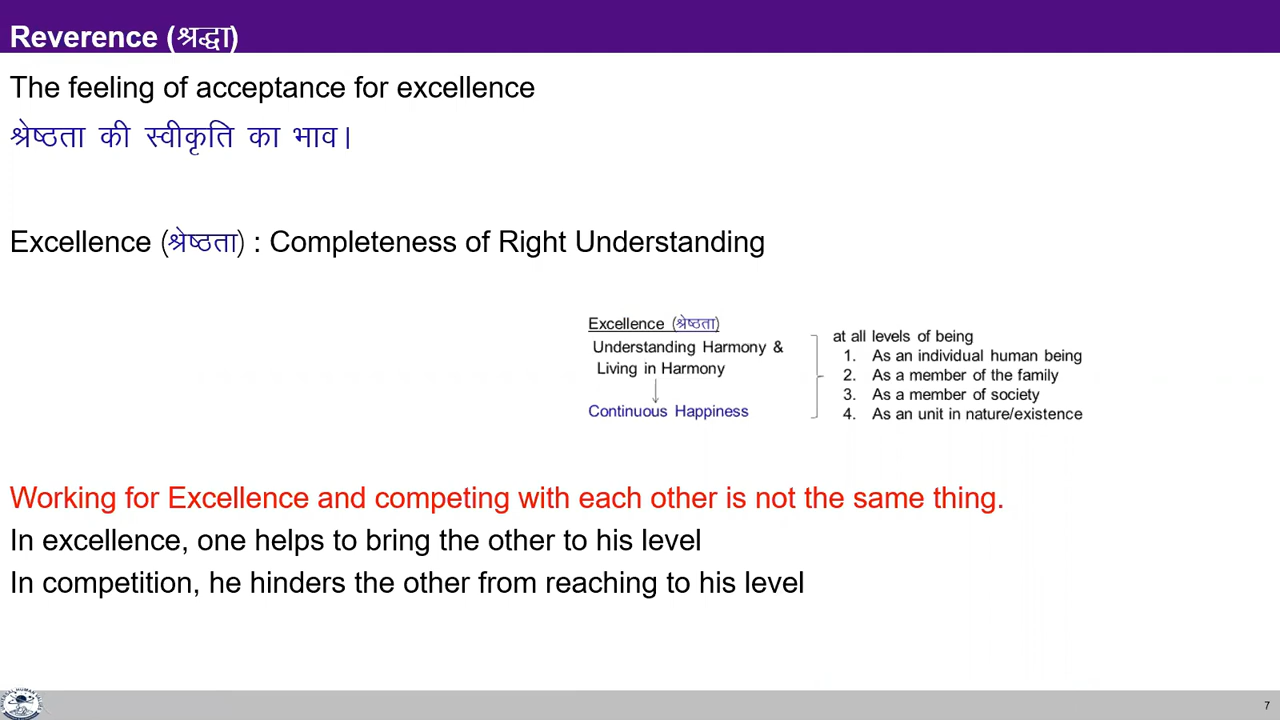 Reverence (श्रद्धा)
The feeling of acceptance for excellence
श्रेष्ठता की स्वीकृति का भाव।
Excellence (श्रेष्ठता) : Completeness of Right Understanding
Excellence (श्रेष्ठता)
Understanding Harmony &
Living in Harmony
Continuous Happiness
at all levels of being
1. As an individual human being
2. As a member of the family
3. As a member of society
4. As an unit in nature/existence
Working for Excellence and competing with each other is not the same thing.
In excellence, one helps to bring the other to his level
In competition, he hinders the other from reaching to his level
7